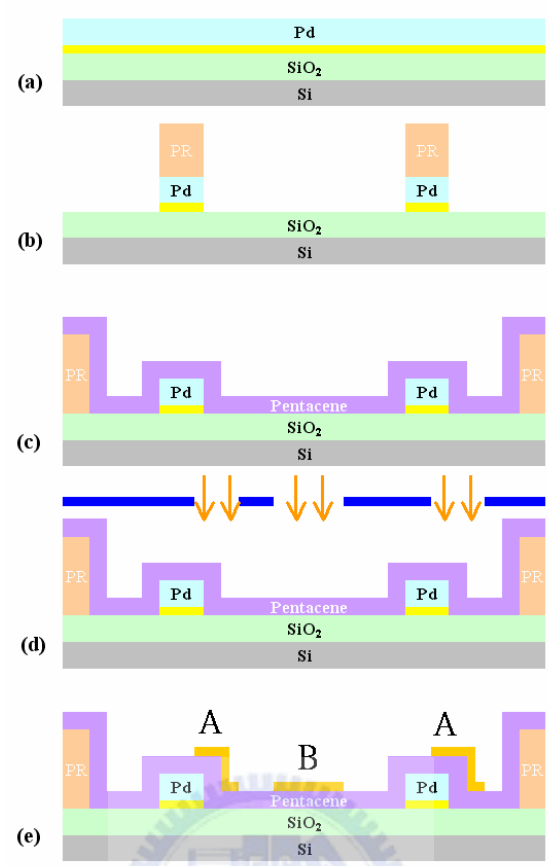 Pd
SiO₂
(a)
Si
PR PR
Pd Pd
SiO₂
(b)
Si
PR PR
Pd Pd
Pentacene
SiO₂
(c)
Si
PR PR
Pd Pd
Pentacene
SiO₂
(d)
Si
A A
B
PR PR
Pd Pd
Pentacene
SiO₂
(e)
Si